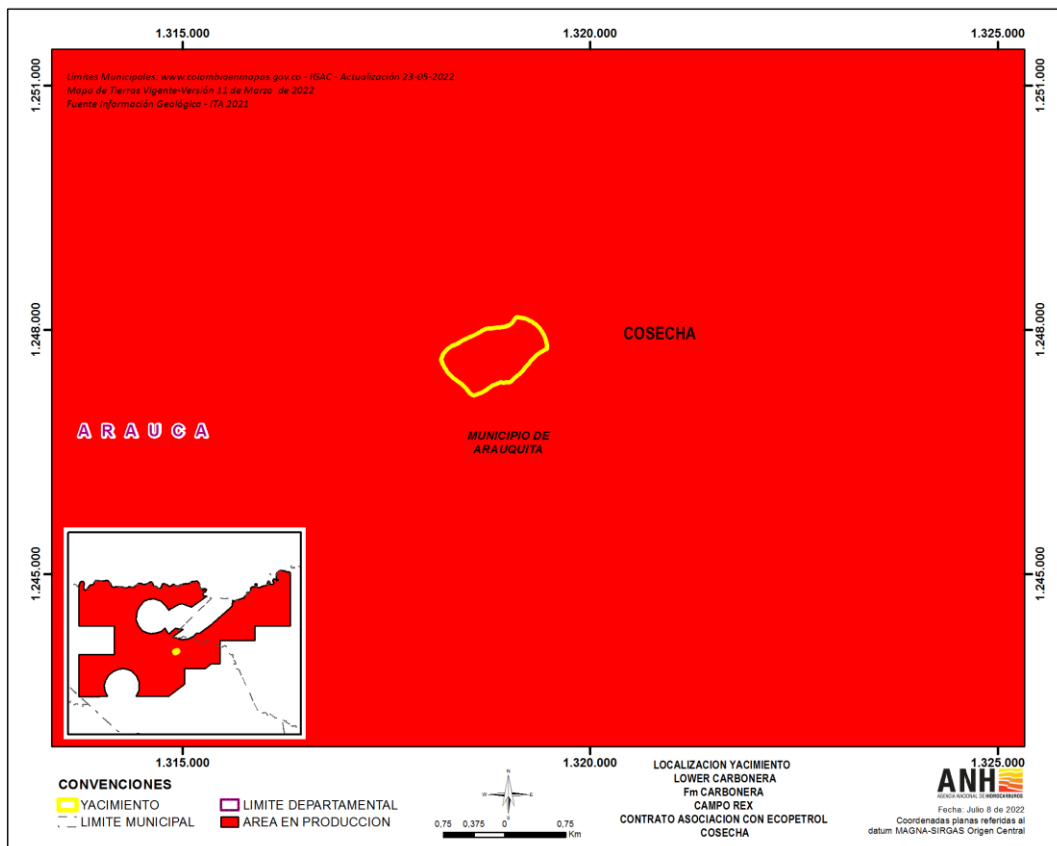 1.315.000
1.320.000
1.325.000
1.251.000
1.251.000
Limites Municipales: www.colombiaenmapas.gov.co - IGAC - Actualización 23-05-2022
Mapa de Tierras Vigente-Versión 11 de Marzo de 2022
Fuente Información Geológica - ITA 2021
1.248.000
COSECHA
1.248.000
ARAUCA
MUNICIPIO DE
ARAUQUITA
1.245.000
1.245.000
1.315.000
1.320.000
1.325.000
CONVENCIONES
YACIMIENTO
LIMITE DEPARTAMENTAL
LIMITE MUNICIPAL
AREA EN PRODUCCION
N
W
E
S
0,75 0,375 0 0,75
Km
LOCALIZACION YACIMIENTO
LOWER CARBONERA
Fm CARBONERA
CAMPO REX
CONTRATO ASOCIACION CON ECOPETROL
COSECHA
ANH
AGENCIA NACIONAL DE HIDROCARBUROS
Fecha: Julio 8 de 2022
Coordenadas planas referidas al
datum MAGNA-SIRGAS Origen Central